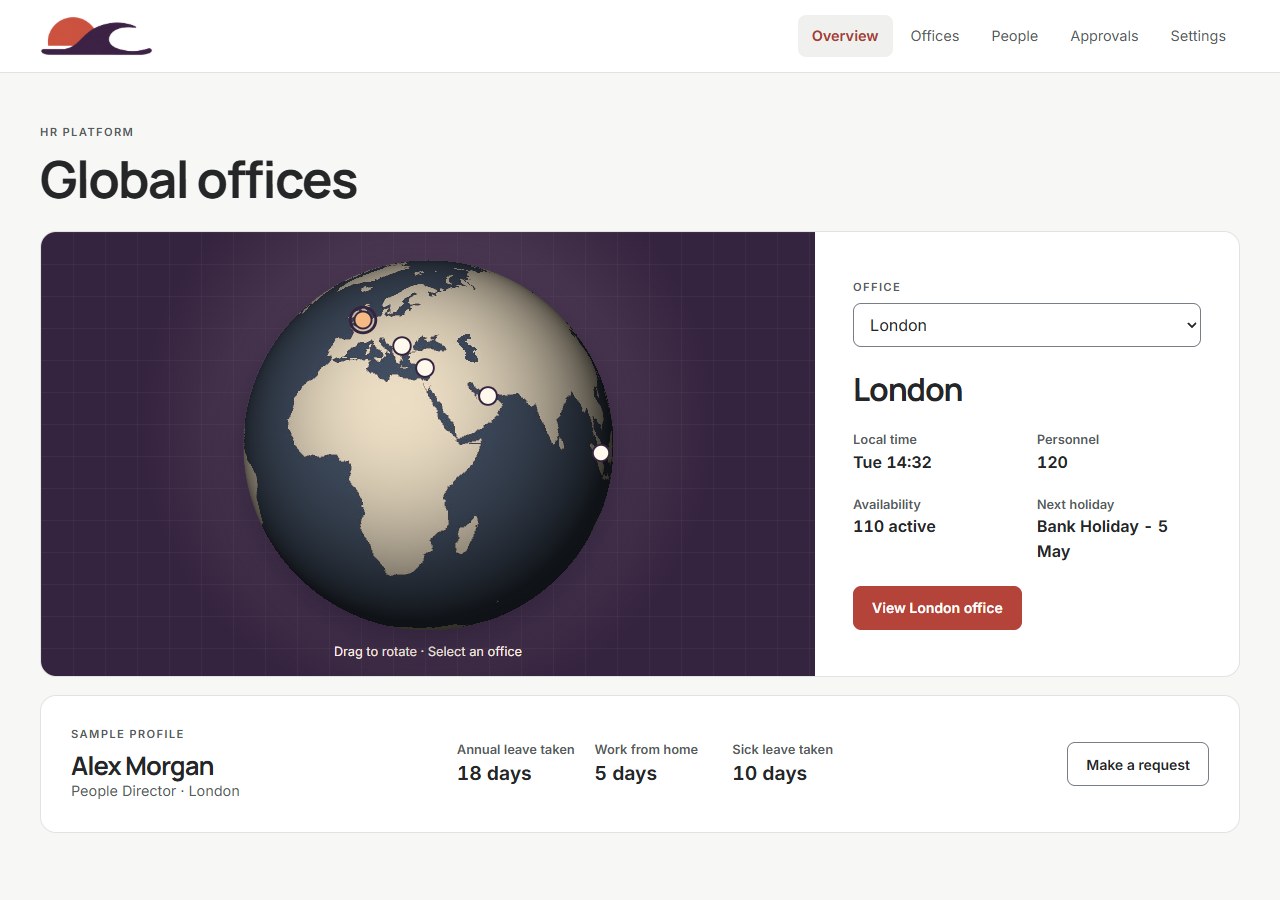 Overview
Offices
People
Approvals
Settings
HR PLATFORM
Global offices
Drag to rotate · Select an office
OFFICE
London
London
Local time
Tue 14:32
Personnel
120
Availability
110 active
Next holiday
Bank Holiday - 5
May
View London office
SAMPLE PROFILE
Alex Morgan
People Director · London
Annual leave taken
18 days
Work from home
5 days
Sick leave taken
10 days
Make a request